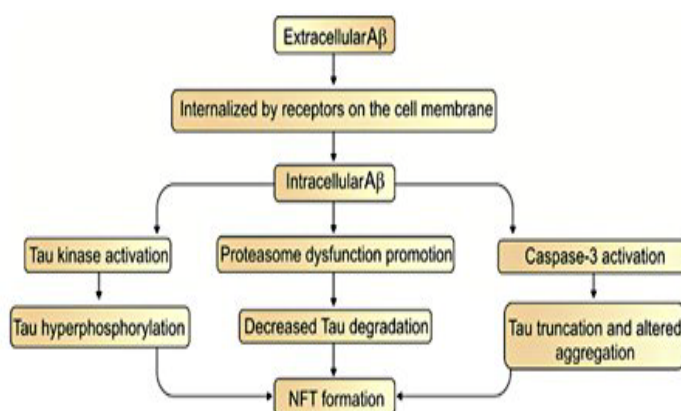 ExtracellularAβ
Internalized by receptors on the cell membrane
IntracellularAβ
Tau kinase activation
Proteasome dysfunction promotion
Caspase-3 activation
Tau hyperphosphorylation
Decreased Tau degradation
Tau truncation and altered
aggregation
NFT formation